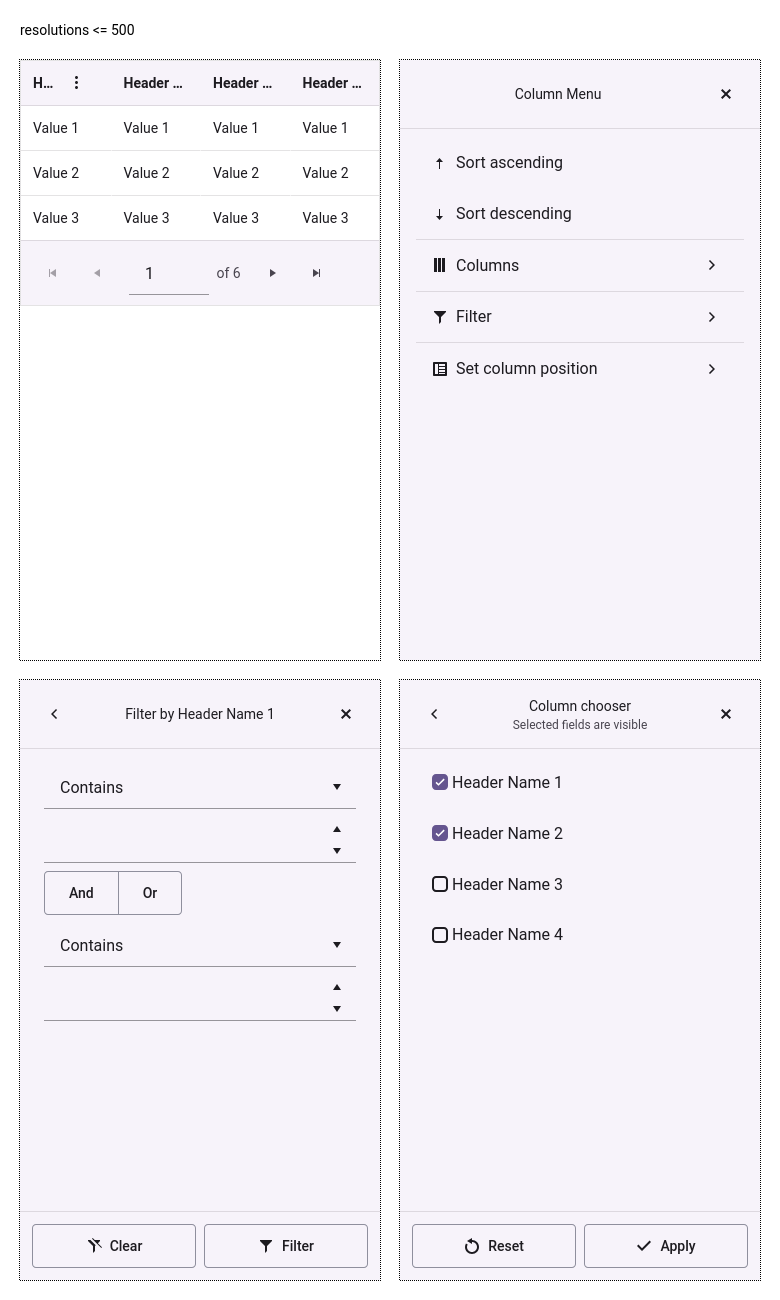 resolutions <= 500
H... Header ... Header ... Header ...
Value 1 Value 1 Value 1 Value 1
Value 2 Value 2 Value 2 Value 2
Value 3 Value 3 Value 3 Value 3
1 of 6
Column Menu
Sort ascending
Sort descending
Columns
Filter
Set column position
Filter by Header Name 1
Contains
And Or
Contains
Clear Filter
Column chooser
Selected fields are visible
Header Name 1
Header Name 2
Header Name 3
Header Name 4
Reset Apply